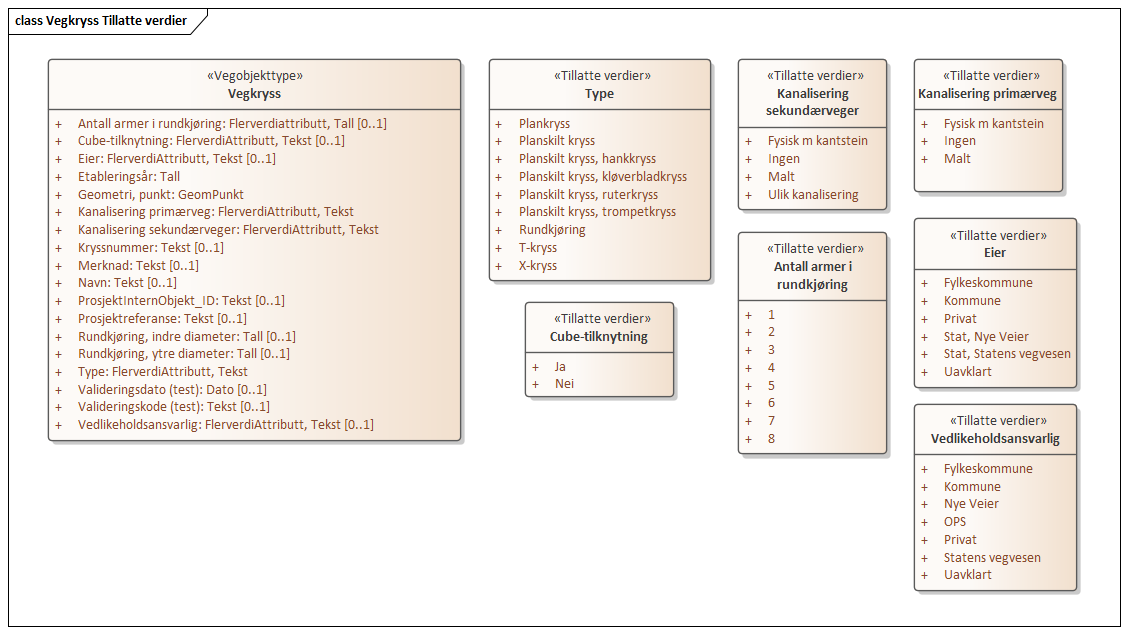 class Vegkryss Tillatte verdier
«Vegobjekttype»
Vegkryss
+ Antall armer i rundkjøring: Flerverdiattributt, Tall [0..1]
+ Cube-tilknytning: FlerverdiAttributt, Tekst [0..1]
+ Eier: FlerverdiAttributt, Tekst [0..1]
+ Etableringsår: Tall
+ Geometri, punkt: GeomPunkt
+ Kanalisering primærveg: FlerverdiAttributt, Tekst
+ Kanalisering sekundærveger: FlerverdiAttributt, Tekst
+ Kryssnummer: Tekst [0..1]
+ Merknad: Tekst [0..1]
+ Navn: Tekst [0..1]
+ ProsjektInternObjekt_ID: Tekst [0..1]
+ Prosjektreferanse: Tekst [0..1]
+ Rundkjøring, indre diameter: Tall [0..1]
+ Rundkjøring, ytre diameter: Tall [0..1]
+ Type: FlerverdiAttributt, Tekst
+ Valideringsdato (test): Dato [0..1]
+ Valideringskode (test): Tekst [0..1]
+ Vedlikeholdsansvarlig: FlerverdiAttributt, Tekst [0..1]
«Tillatte verdier»
Type
+ Plankryss
+ Planskilt kryss
+ Planskilt kryss, hankkryss
+ Planskilt kryss, kløverbladkryss
+ Planskilt kryss, ruterkryss
+ Planskilt kryss, trompetkryss
+ Rundkjøring
+ T-kryss
+ X-kryss
«Tillatte verdier»
Cube-tilknytning
+ Ja
+ Nei
«Tillatte verdier»
Kanalisering
sekundærveger
+ Fysisk m kantstein
+ Ingen
+ Malt
+ Ulik kanalisering
«Tillatte verdier»
Antall armer i
rundkjøring
+ 1
+ 2
+ 3
+ 4
+ 5
+ 6
+ 7
+ 8
«Tillatte verdier»
Kanalisering primærveg
+ Fysisk m kantstein
+ Ingen
+ Malt
«Tillatte verdier»
Eier
+ Fylkeskommune
+ Kommune
+ Privat
+ Stat, Nye Veier
+ Stat, Statens vegvesen
+ Uavklart
«Tillatte verdier»
Vedlikeholdsansvarlig
+ Fylkeskommune
+ Kommune
+ Nye Veier
+ OPS
+ Privat
+ Statens vegvesen
+ Uavklart